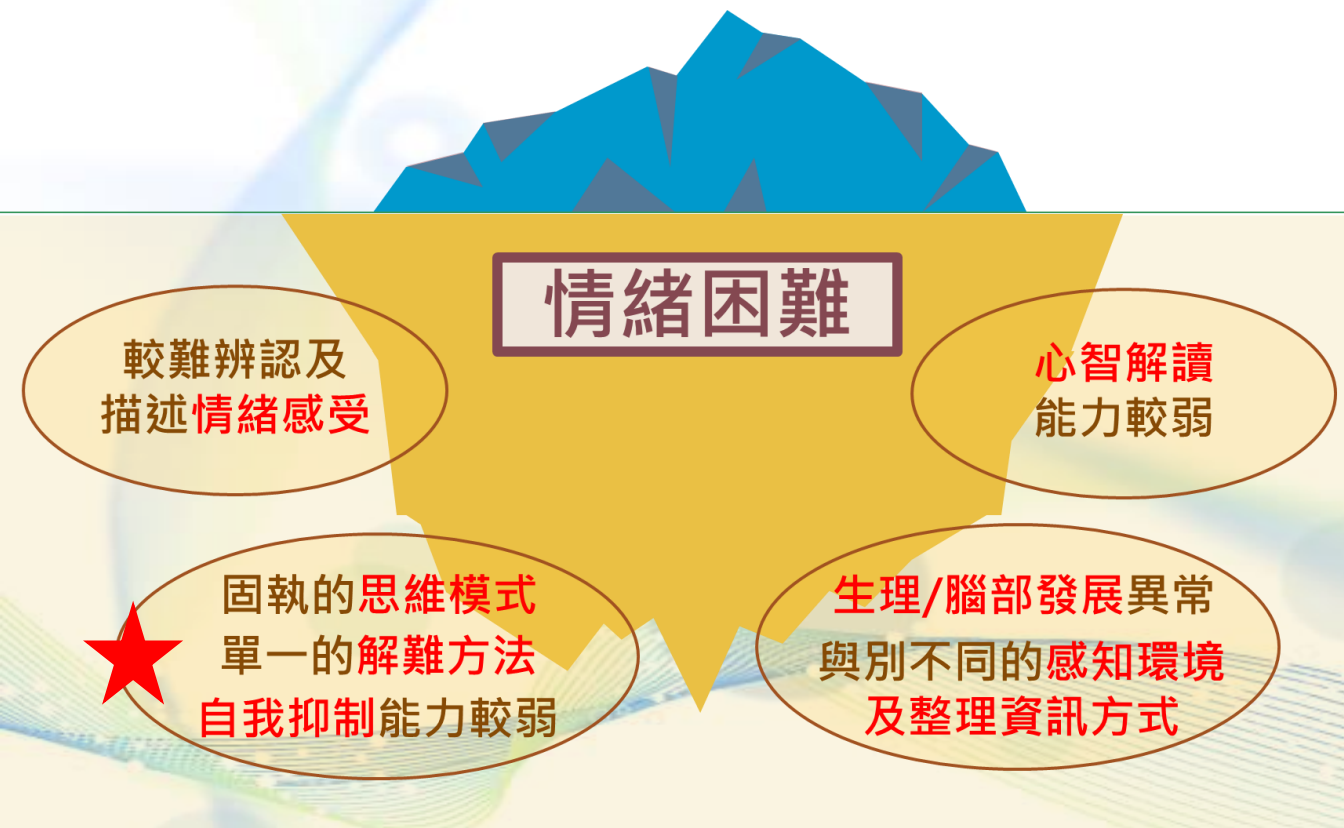 情緒困難
較難辨認及
描述情緒感受
心智解讀
能力較弱
固執的思維模式
單一的解難方法
自我抑制能力較弱
生理/腦部發展異常
與別不同的感知環境
及整理資訊方式